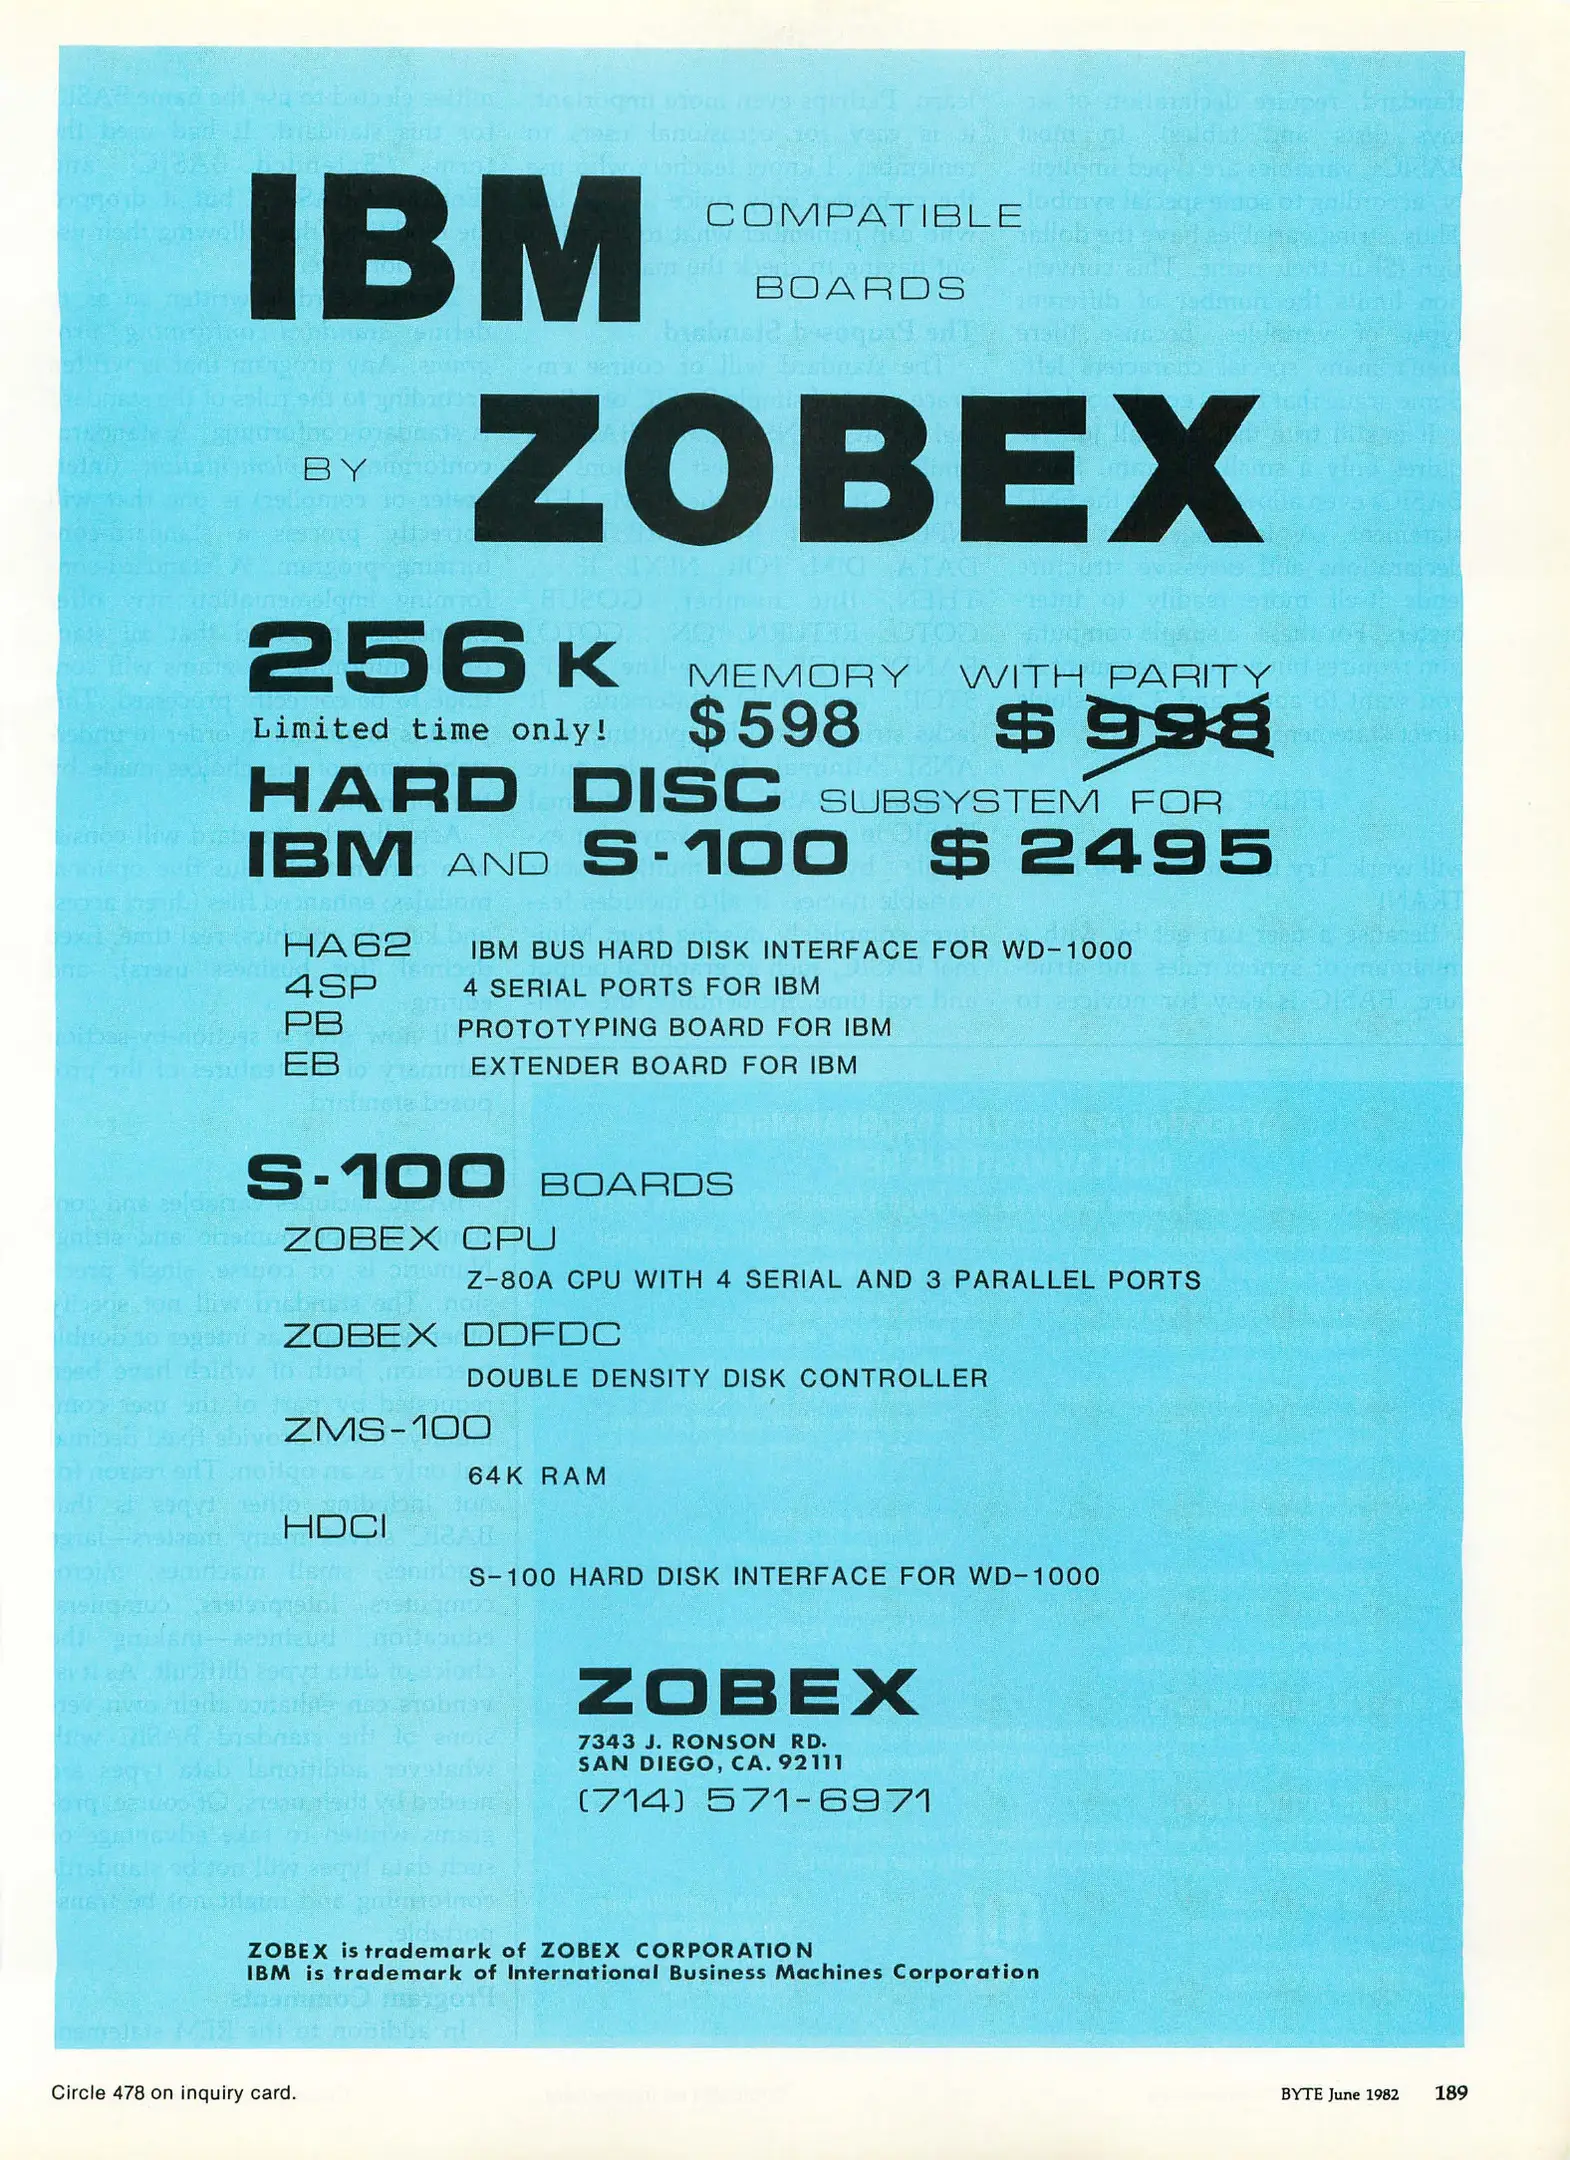 IBM COMPATIBLE
BOARDS
BY ZOBEX
256K MEMORY WITH PARITY
Limited time only! $598 $998
HARD DISC SUBSYSTEM FOR
IBM AND S-100 $2495
HA62 IBM BUS HARD DISK INTERFACE FOR WD-1000
4SP 4 SERIAL PORTS FOR IBM
PB PROTOTYPING BOARD FOR IBM
EB EXTENDER BOARD FOR IBM
S-100 BOARDS
ZOBEX CPU
Z-80A CPU WITH 4 SERIAL AND 3 PARALLEL PORTS
ZOBEX DDFDC
DOUBLE DENSITY DISK CONTROLLER
ZMS-100
64K RAM
HDCI
S-100 HARD DISK INTERFACE FOR WD-1000
ZOBEX
7343 J. RONSON RD.
SAN DIEGO, CA. 92111
(714) 571-6971
ZOBEX is trademark of ZOBEX CORPORATION
IBM is trademark of International Business Machines Corporation
Circle 478 on inquiry card.
BYTE June 1982 189